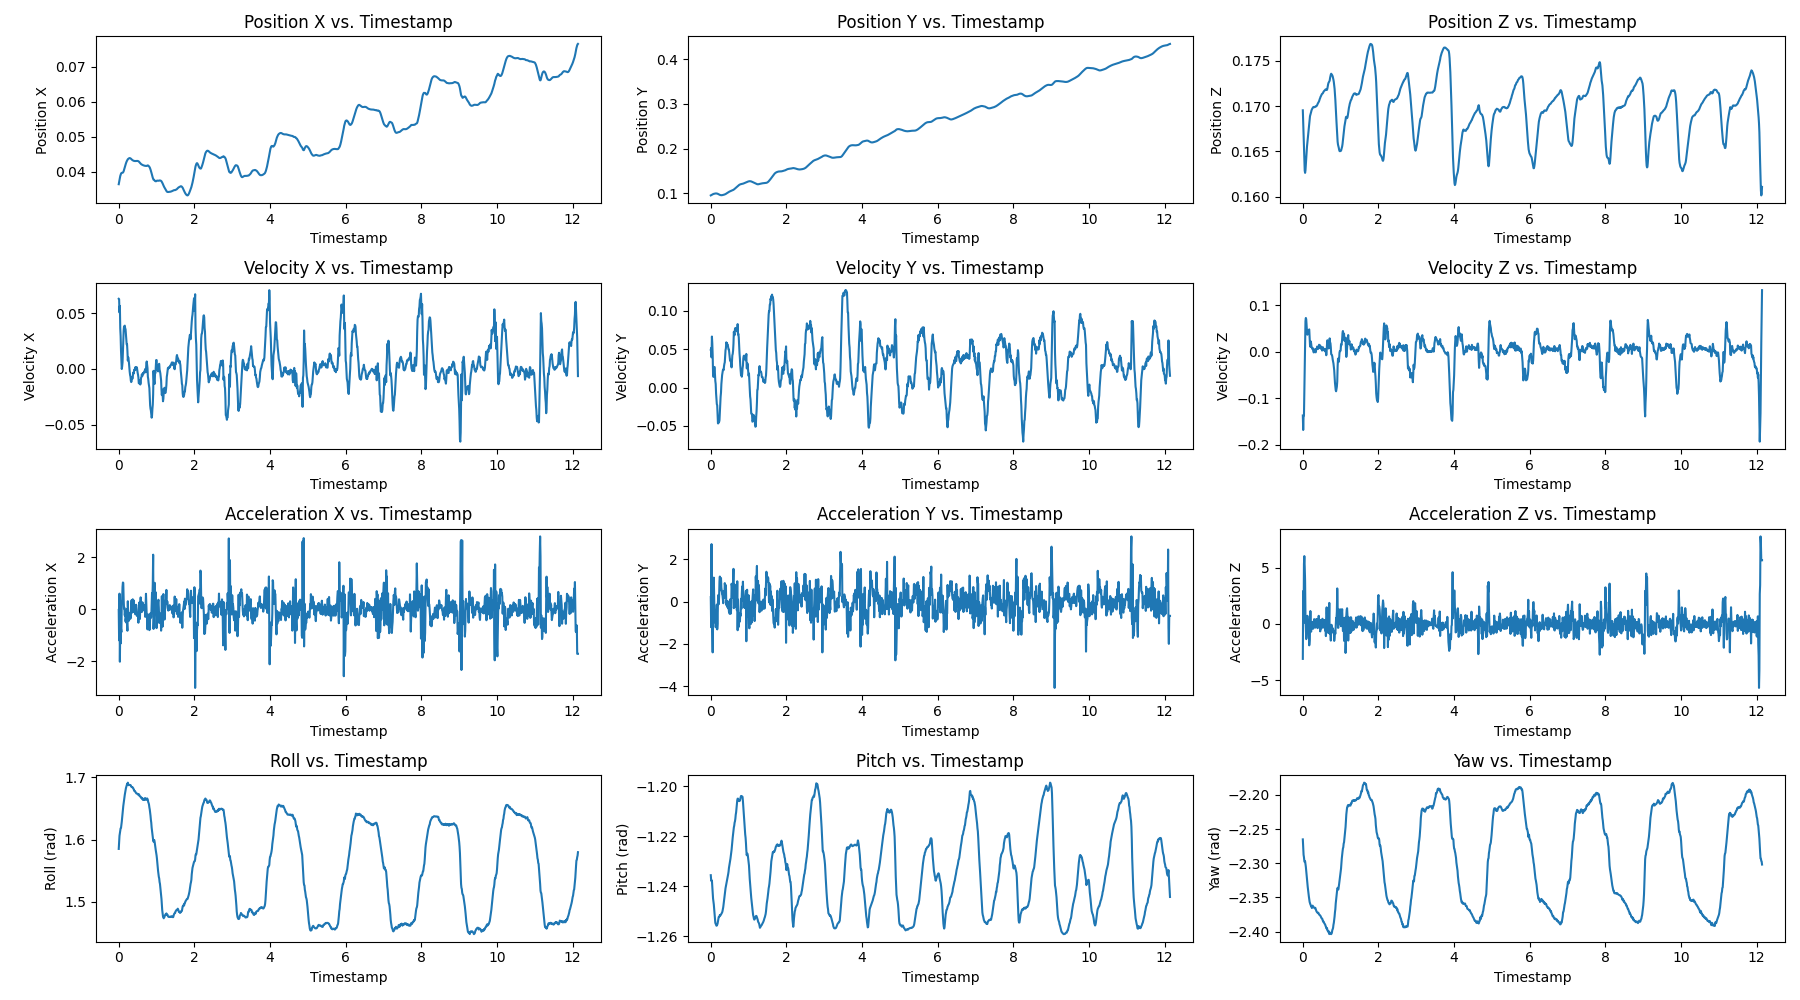 Position X vs. Timestamp
Position X
0.07
0.06
0.05
0.04
0 2 4 6 8 10 12
Timestamp
Position Y vs. Timestamp
Position Y
0.4
0.3
0.2
0.1
0 2 4 6 8 10 12
Timestamp
Position Z vs. Timestamp
Position Z
0.175
0.170
0.165
0.160
0 2 4 6 8 10 12
Timestamp
Velocity X vs. Timestamp
Velocity X
0.05
0.00
−0.05
0 2 4 6 8 10 12
Timestamp
Velocity Y vs. Timestamp
Velocity Y
0.10
0.05
0.00
−0.05
0 2 4 6 8 10 12
Timestamp
Velocity Z vs. Timestamp
Velocity Z
0.1
0.0
−0.1
−0.2
0 2 4 6 8 10 12
Timestamp
Acceleration X vs. Timestamp
Acceleration X
2
0
−2
0 2 4 6 8 10 12
Timestamp
Acceleration Y vs. Timestamp
Acceleration Y
2
0
−2
−4
0 2 4 6 8 10 12
Timestamp
Acceleration Z vs. Timestamp
Acceleration Z
5
0
−5
0 2 4 6 8 10 12
Timestamp
Roll vs. Timestamp
Roll (rad)
1.7
1.6
1.5
0 2 4 6 8 10 12
Timestamp
Pitch vs. Timestamp
Pitch (rad)
−1.20
−1.22
−1.24
−1.26
0 2 4 6 8 10 12
Timestamp
Yaw vs. Timestamp
Yaw (rad)
−2.20
−2.25
−2.30
−2.35
−2.40
0 2 4 6 8 10 12
Timestamp